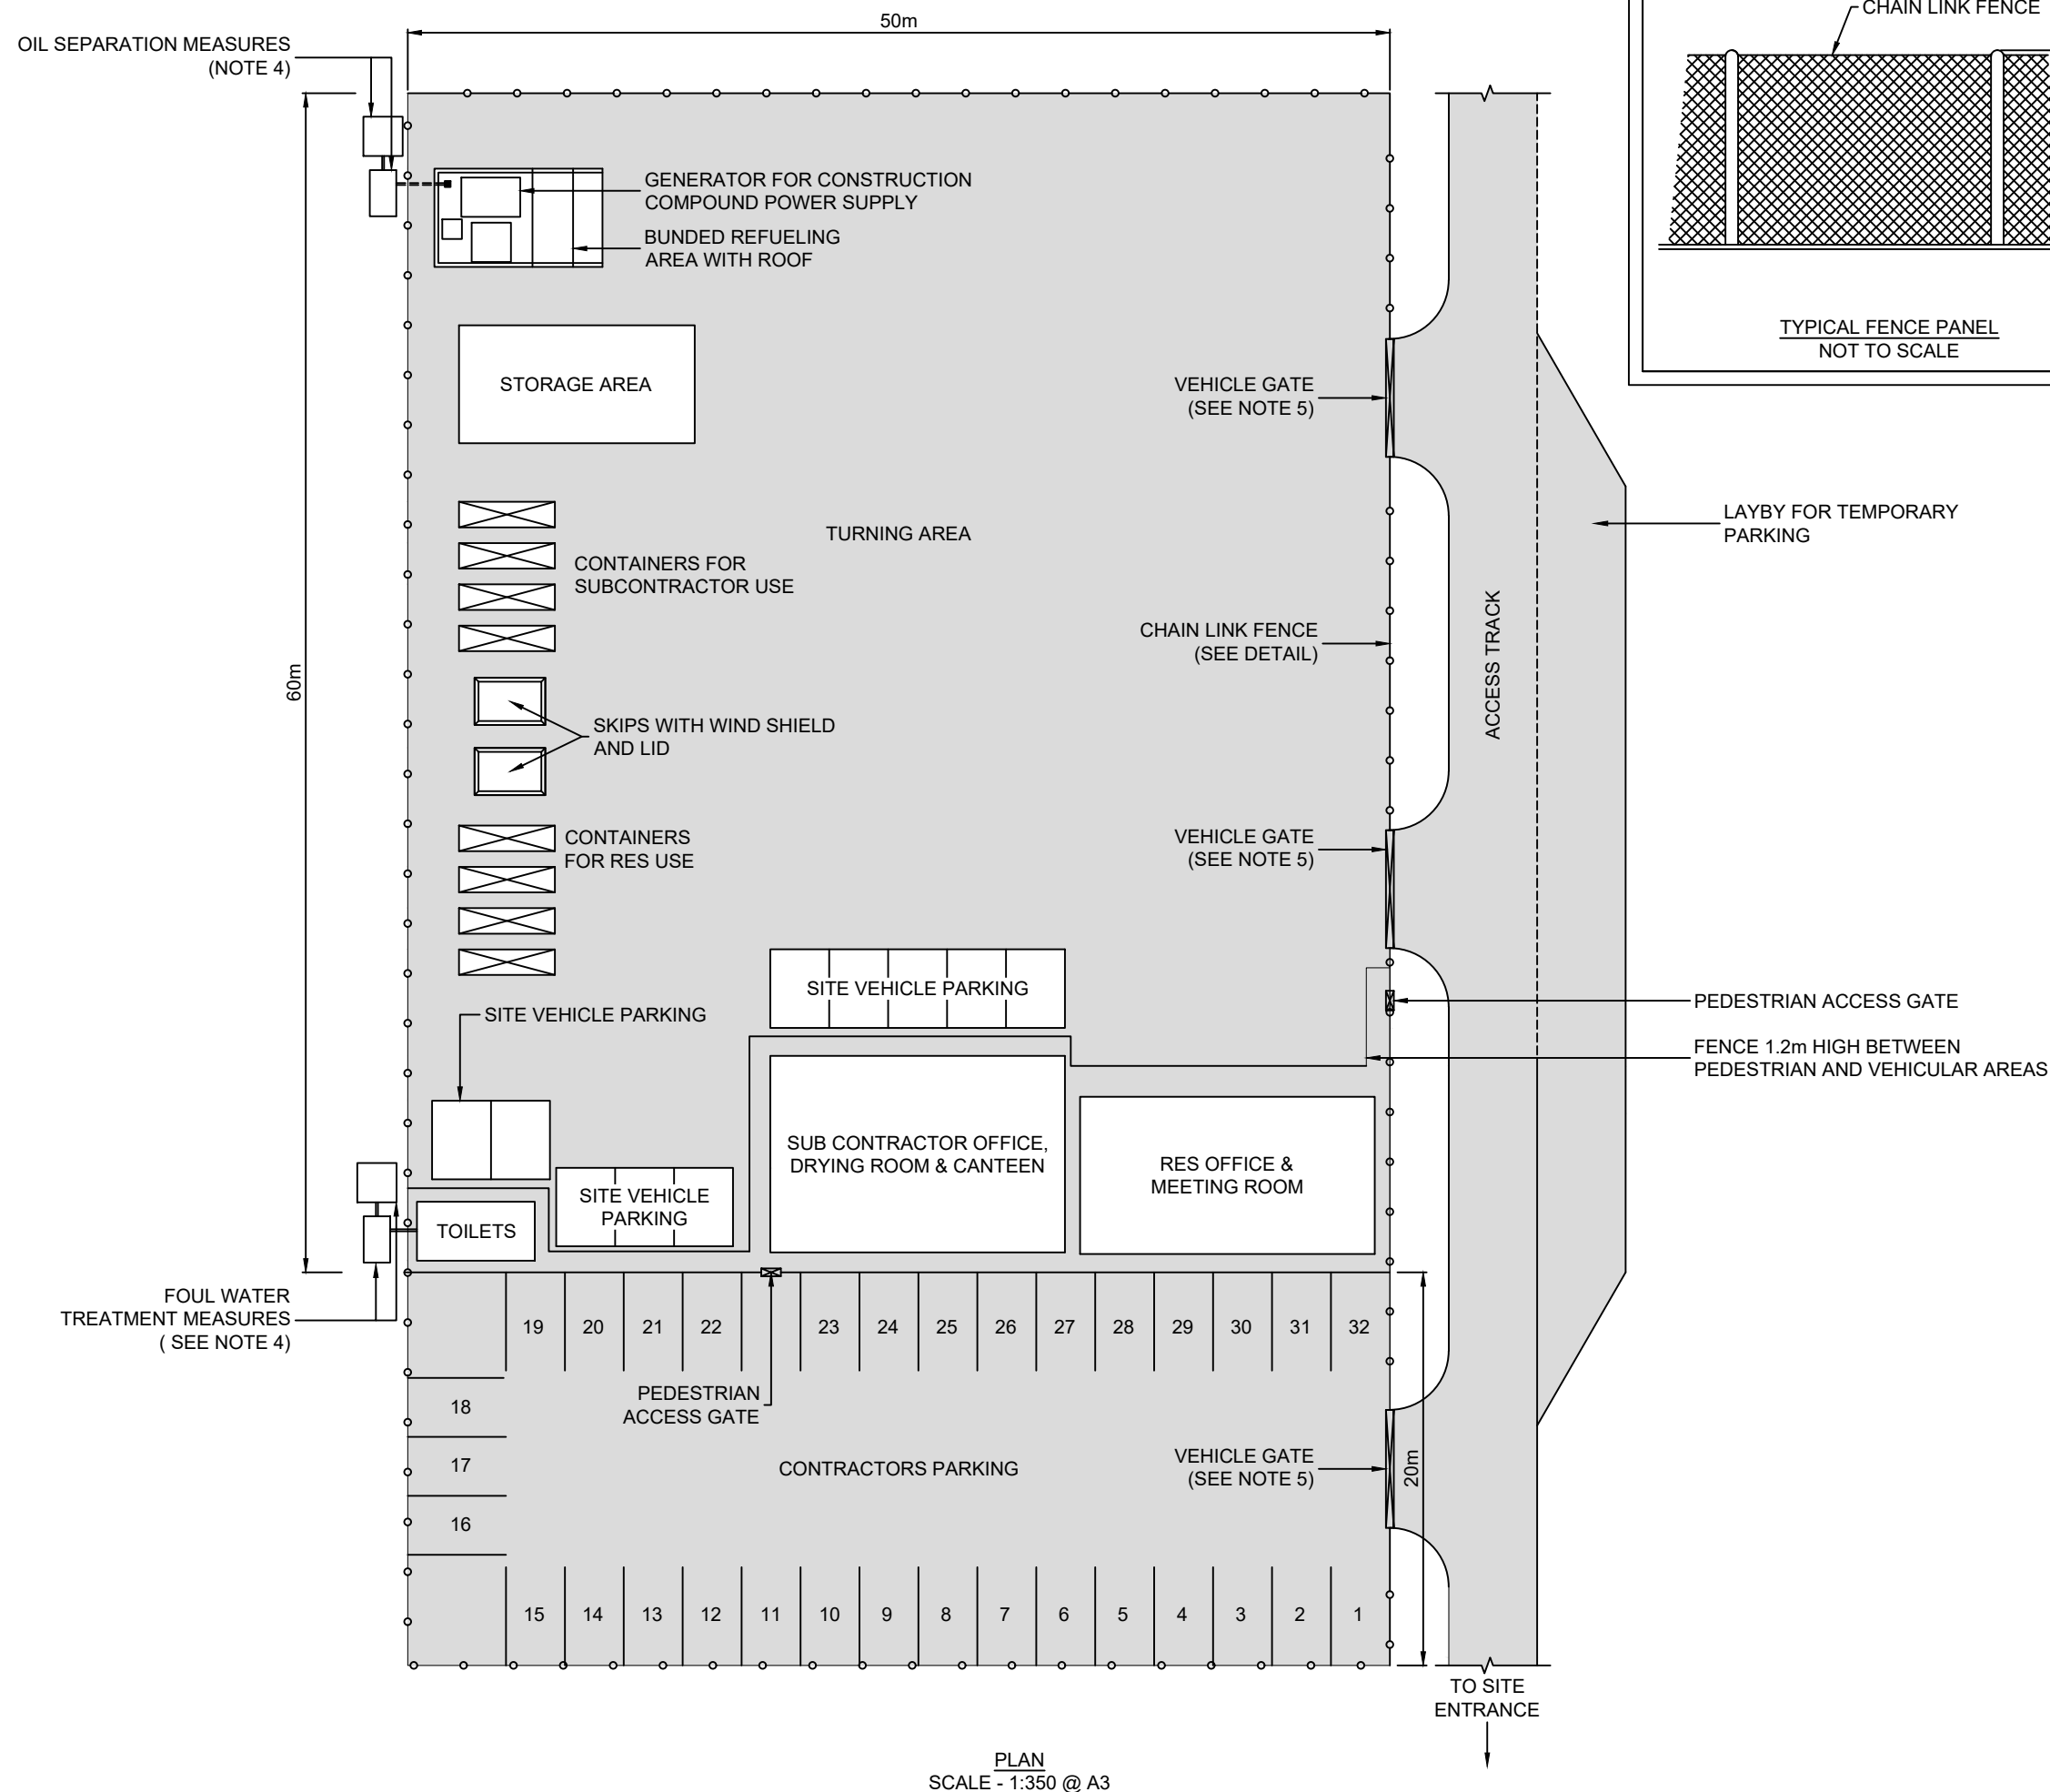 50m
CHAIN LINK FENCE
OIL SEPARATION MEASURES
(NOTE 4)
GENERATOR FOR CONSTRUCTION
COMPOUND POWER SUPPLY
BUNDED REFUELING
AREA WITH ROOF
TYPICAL FENCE PANEL
NOT TO SCALE
STORAGE AREA
VEHICLE GATE
(SEE NOTE 5)
LAYBY FOR TEMPORARY
PARKING
TURNING AREA
CONTAINERS FOR
SUBCONTRACTOR USE
CHAIN LINK FENCE
(SEE DETAIL)
ACCESS TRACK
60m
SKIPS WITH WIND SHIELD
AND LID
CONTAINERS
FOR RES USE
VEHICLE GATE
(SEE NOTE 5)
SITE VEHICLE PARKING
SITE VEHICLE PARKING
PEDESTRIAN ACCESS GATE
FENCE 1.2m HIGH BETWEEN
PEDESTRIAN AND VEHICULAR AREAS
SUB CONTRACTOR OFFICE,
DRYING ROOM & CANTEEN
RES OFFICE &
MEETING ROOM
SITE VEHICLE
PARKING
TOILETS
FOUL WATER
TREATMENT MEASURES
( SEE NOTE 4)
19 20 21 22 23 24 25 26 27 28 29 30 31 32
PEDESTRIAN
ACCESS GATE
18
17
16
CONTRACTORS PARKING
VEHICLE GATE
(SEE NOTE 5)
20m
15 14 13 12 11 10 9 8 7 6 5 4 3 2 1
TO SITE
ENTRANCE
PLAN
SCALE - 1:350 @ A3